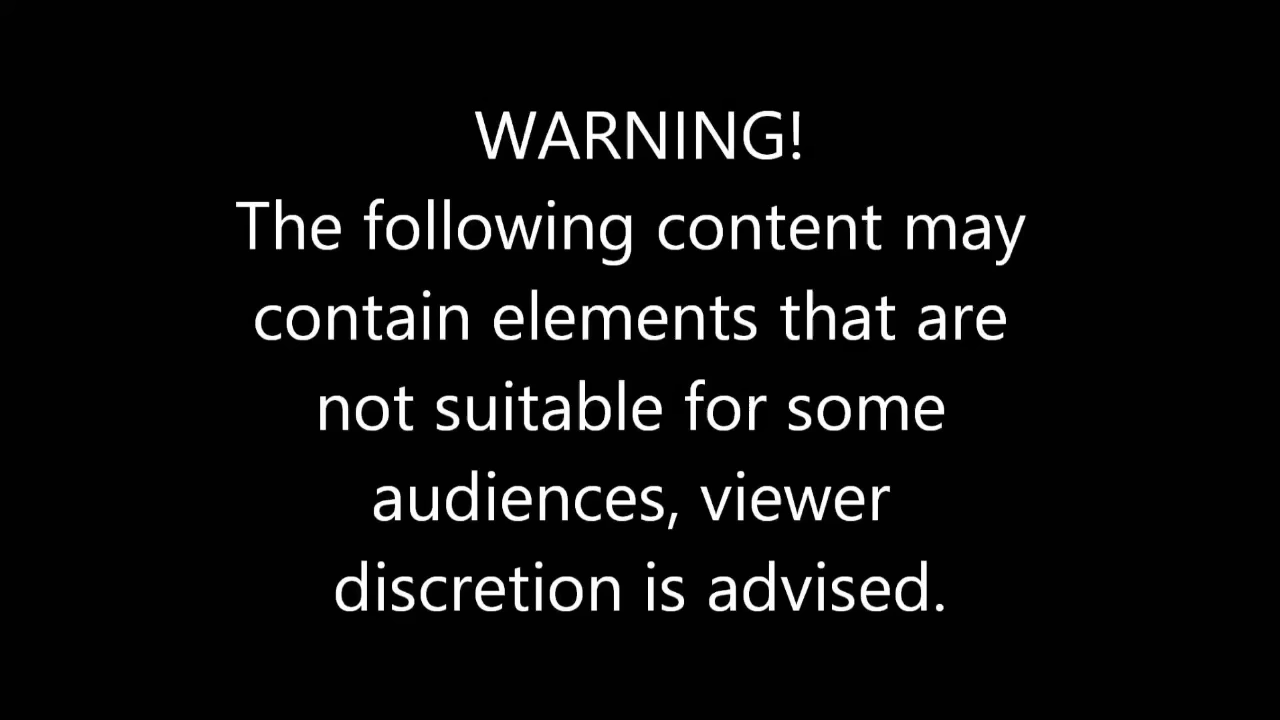 WARNING!
The following content may
contain elements that are
not suitable for some
audiences, viewer
discretion is advised.